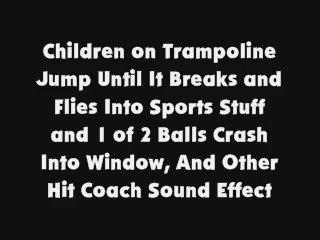 Children on Trampoline
Jump Until It Breaks and
Flies Into Sports Stuff
and 1 of 2 Balls Crash
Into Window, And Other
Hit Coach Sound Effect